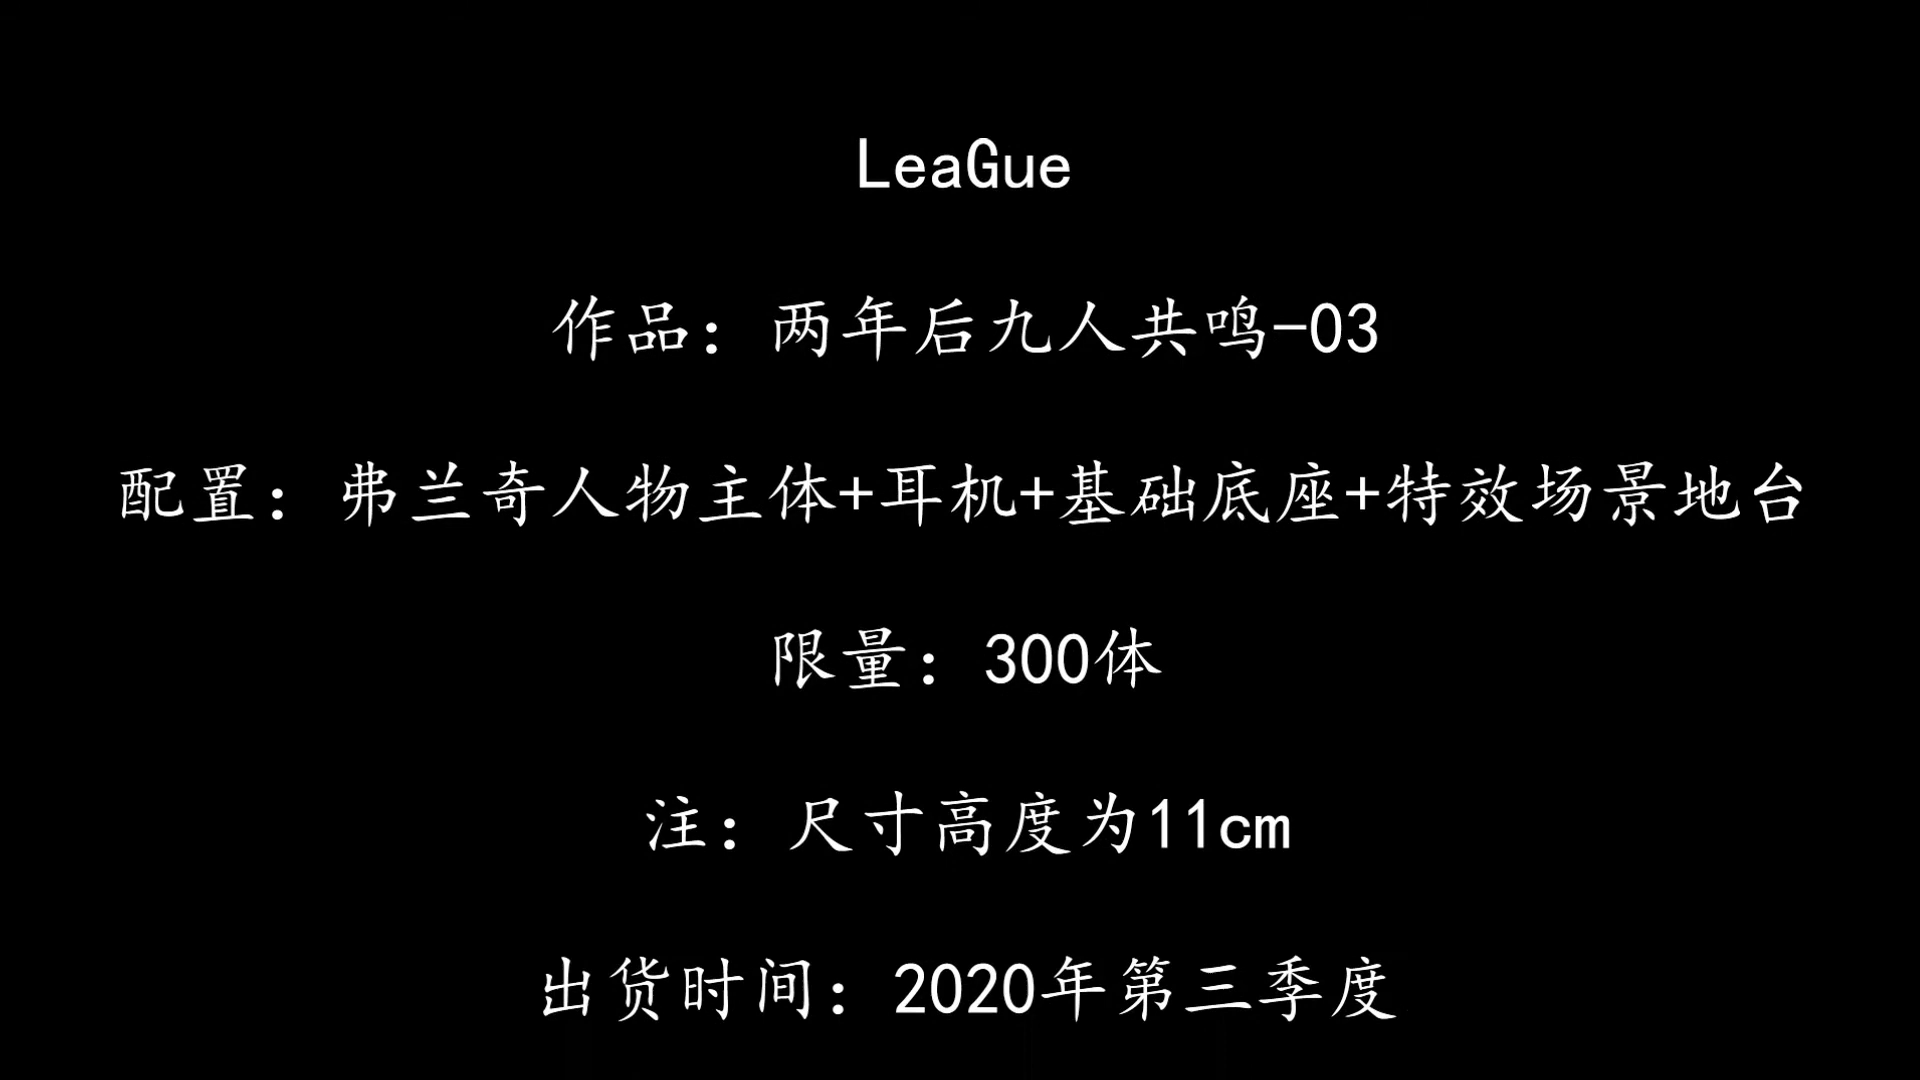 LeaGue
作品：两年后九人共鸣-03
配置：弗兰奇人物主体+耳机+基础底座+特效场景地台
限量：300体
注：尺寸高度为11cm
出货时间：2020年第三季度